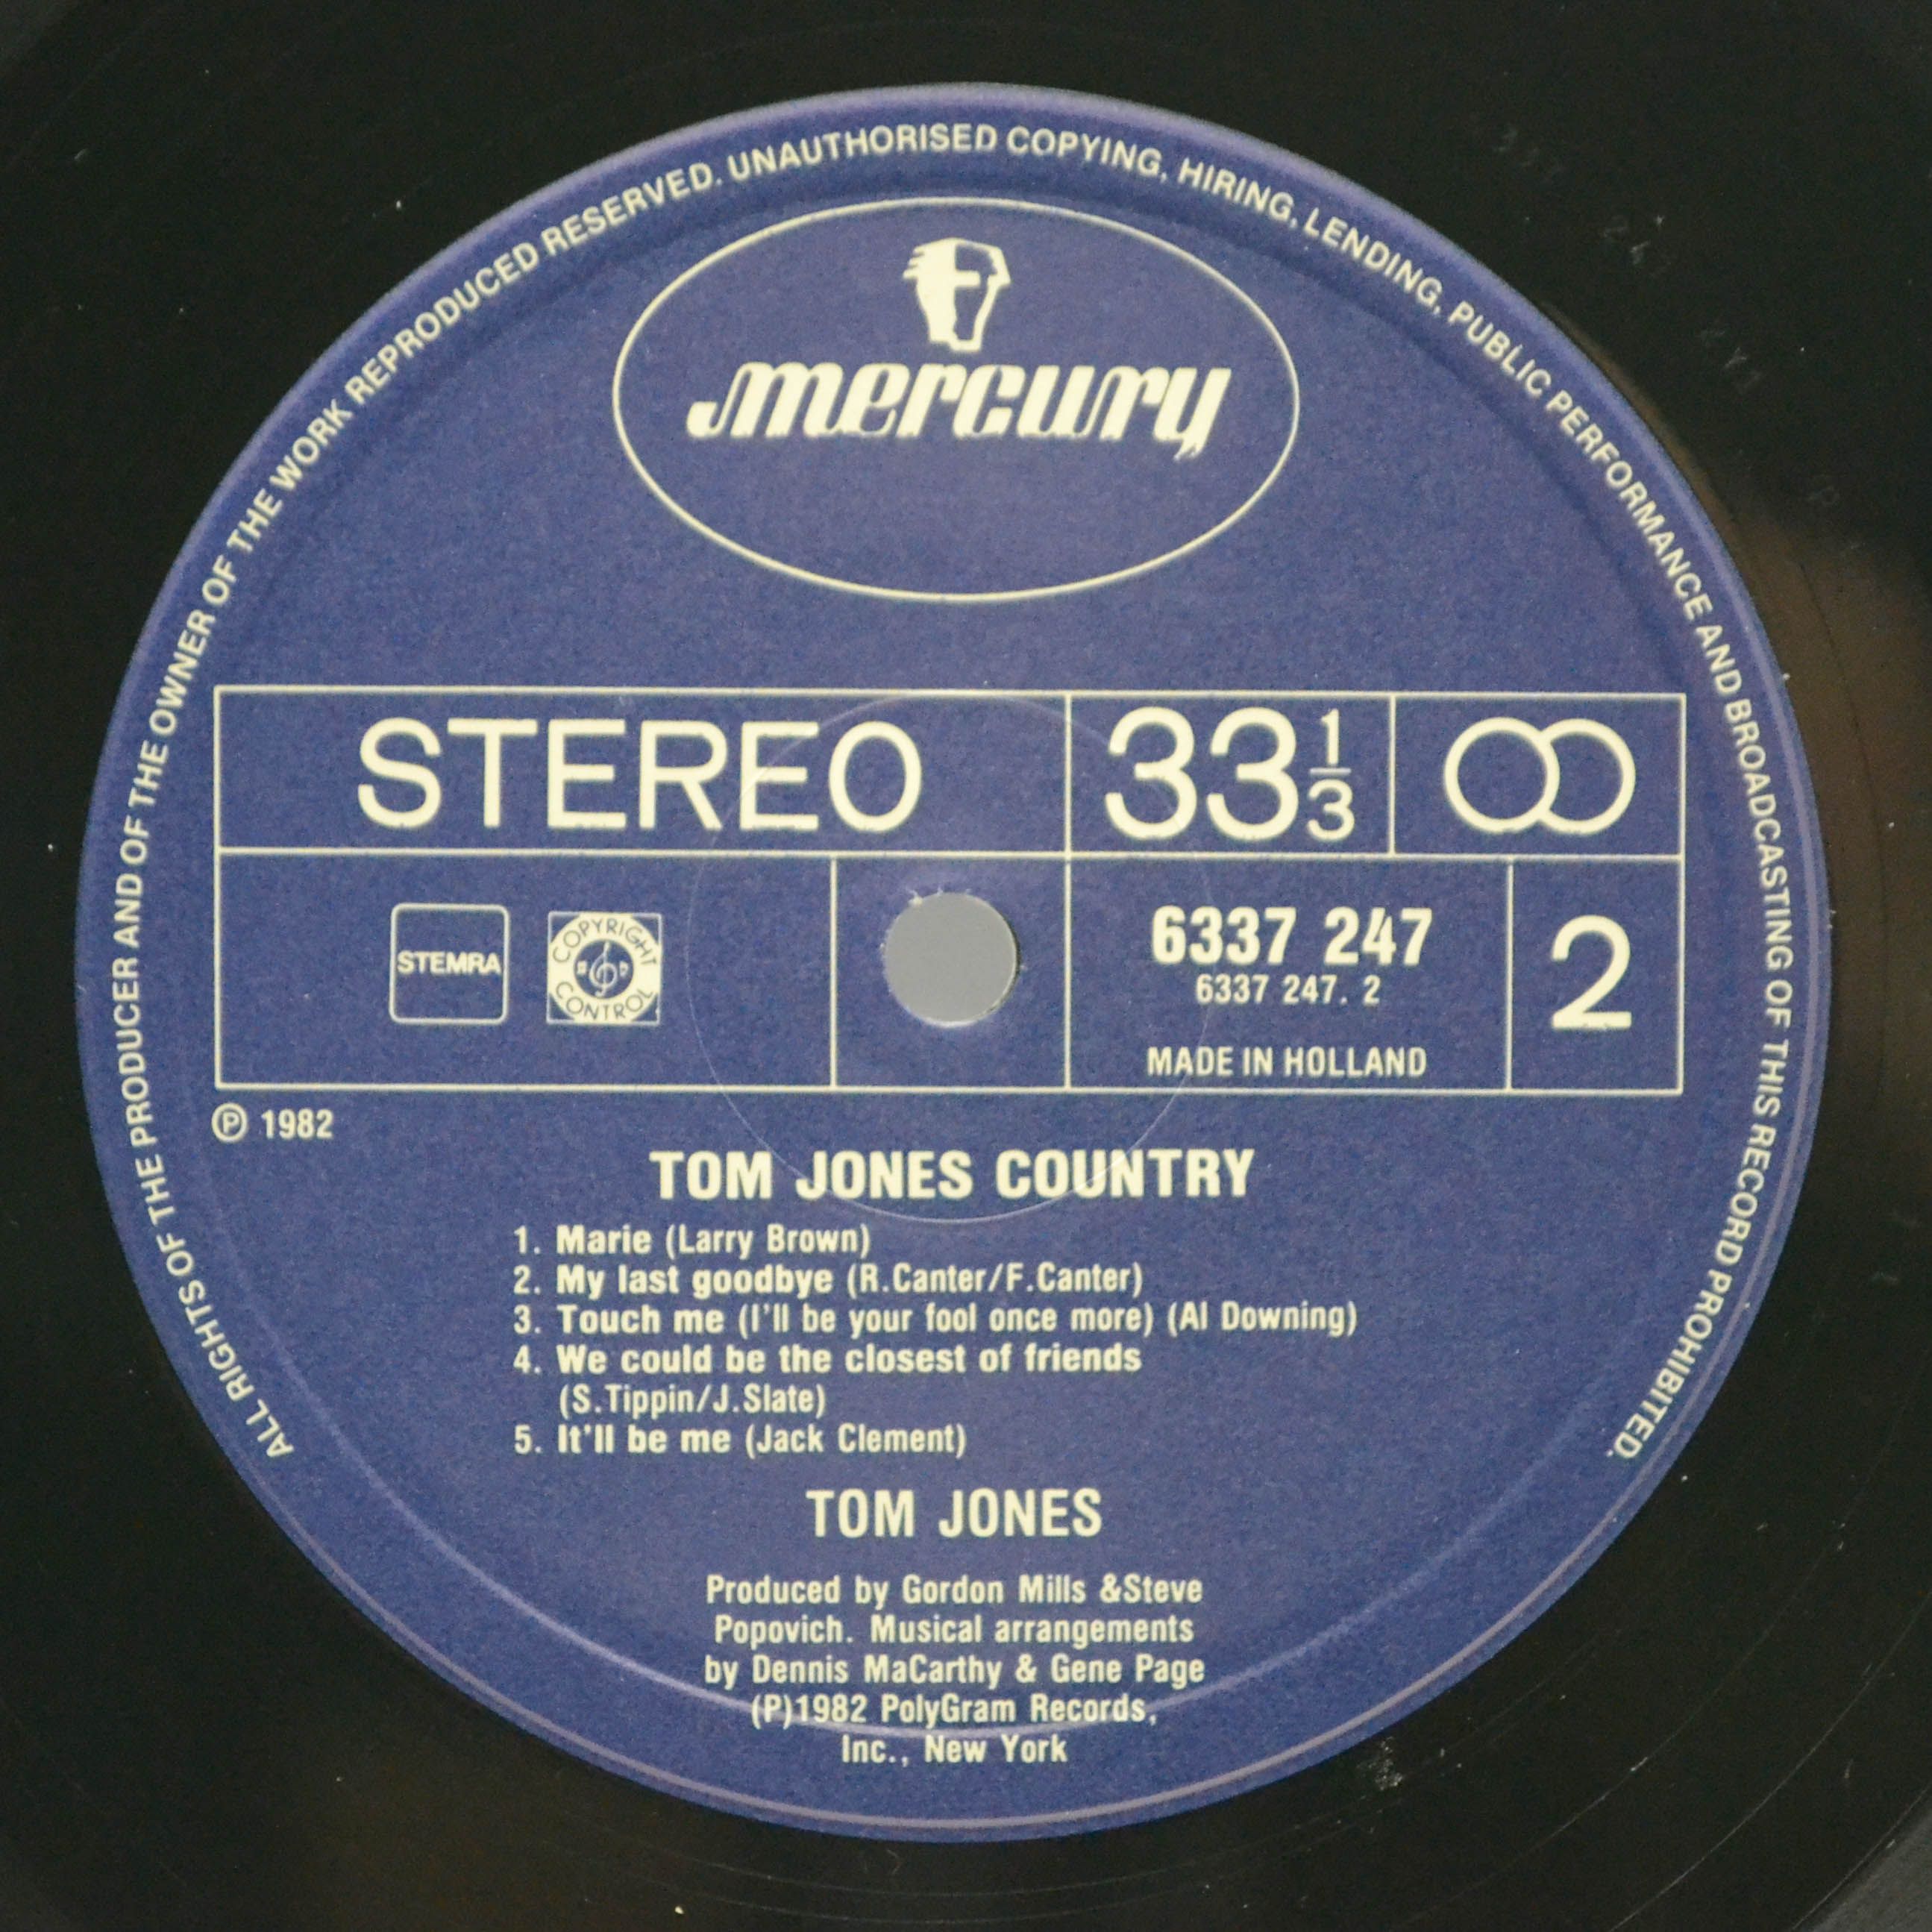 ALL RIGHTS OF THE PRODUCER AND OF THE OWNER OF THE WORK REPRODUCED RESERVED. UNAUTHORISED COPYING, HIRING, LENDING, PUBLIC PERFORMANCE AND BROADCASTING OF THIS RECORD PROHIBITED.
mercury
STEREO 33 1/3
STEMRA
COPYRIGHT CONTROL
6337 247
6337 247. 2
MADE IN HOLLAND
2
Ⓟ 1982
TOM JONES COUNTRY
1. Marie (Larry Brown)
2. My last goodbye (R.Canter/F.Canter)
3. Touch me (I'll be your fool once more) (Al Downing)
4. We could be the closest of friends
(S.Tippin/J.Slate)
5. It'll be me (Jack Clement)
TOM JONES
Produced by Gordon Mills &Steve
Popovich. Musical arrangements
by Dennis MaCarthy & Gene Page
(P)1982 PolyGram Records,
Inc., New York